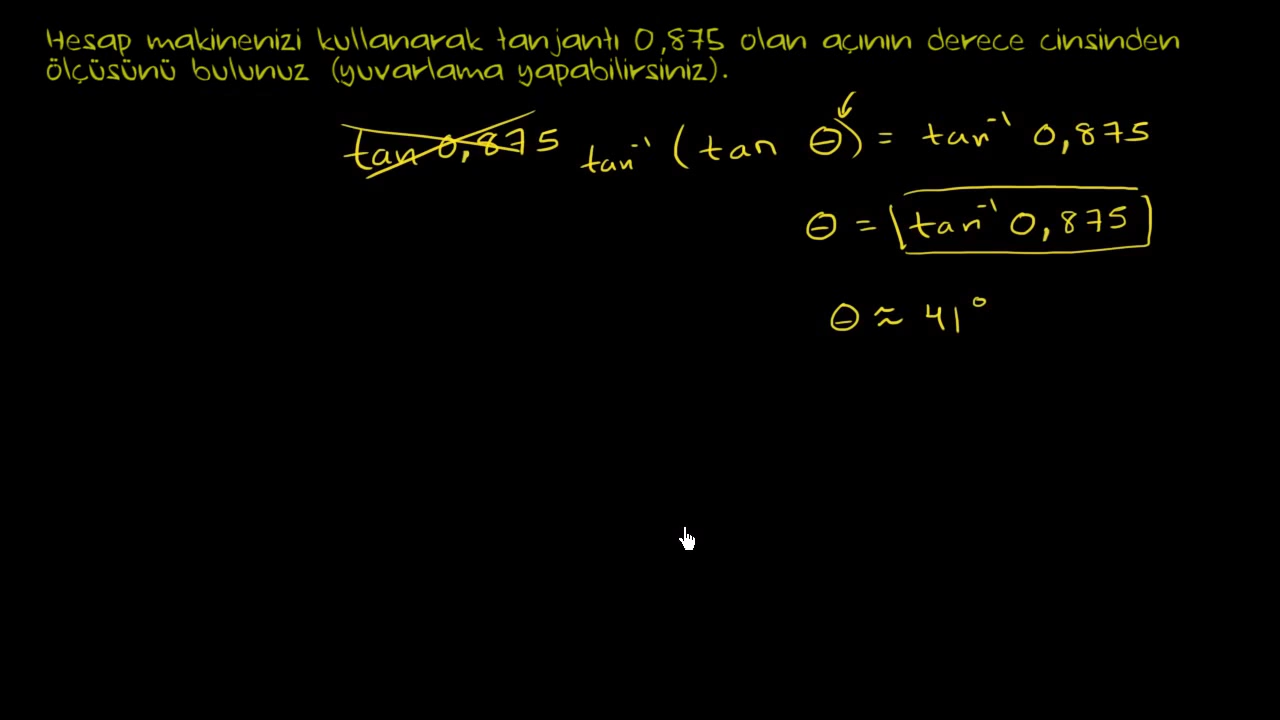 Hesap makinenizi kullanarak tanjantı 0,875 olan açının derece cinsinden
ölçüsünü bulunuz (yuvarlama yapabilirsiniz).
tan 0,875 tan⁻¹ (tan θ) = tan⁻¹ 0,875
θ = tan⁻¹ 0,875
θ ≈ 41°